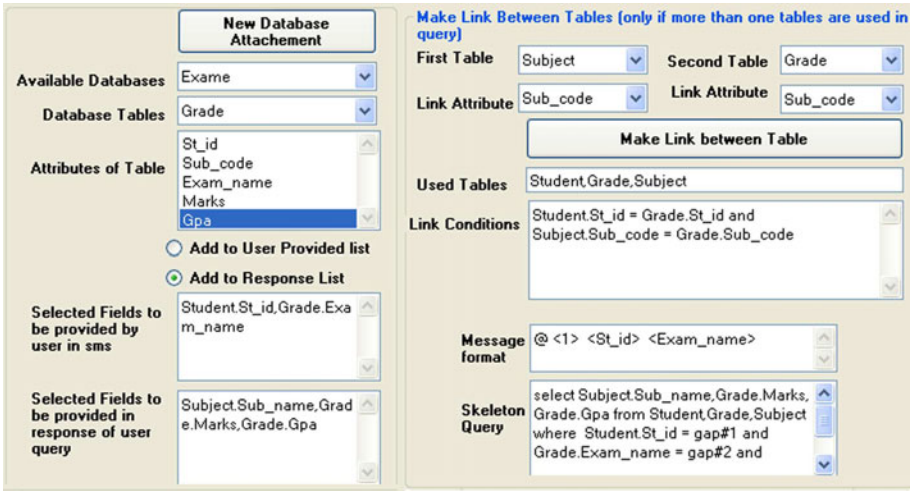 New Database
Attachement
Available Databases
Exame
Database Tables
Grade
Attributes of Table
St_id
Sub_code
Exam_name
Marks
Gpa
Add to User Provided list
Add to Response List
Selected Fields to
be provided by
user in sms
Student.St_id,Grade.Exa
m_name
Selected Fields to
be provided in
response of user
query
Subject.Sub_name,Grad
e.Marks,Grade.Gpa
Make Link Between Tables (only if more than one tables are used in
query)
First Table
Subject
Second Table
Grade
Link Attribute
Sub_code
Link Attribute
Sub_code
Make Link between Table
Used Tables
Student,Grade,Subject
Link Conditions
Student.St_id = Grade.St_id and
Subject.Sub_code = Grade.Sub_code
Message
format
@ <1> <St_id> <Exam_name>
Skeleton
Query
select Subject.Sub_name,Grade.Marks,
Grade.Gpa from Student,Grade,Subject
where Student.St_id = gap#1 and
Grade.Exam_name = gap#2 and